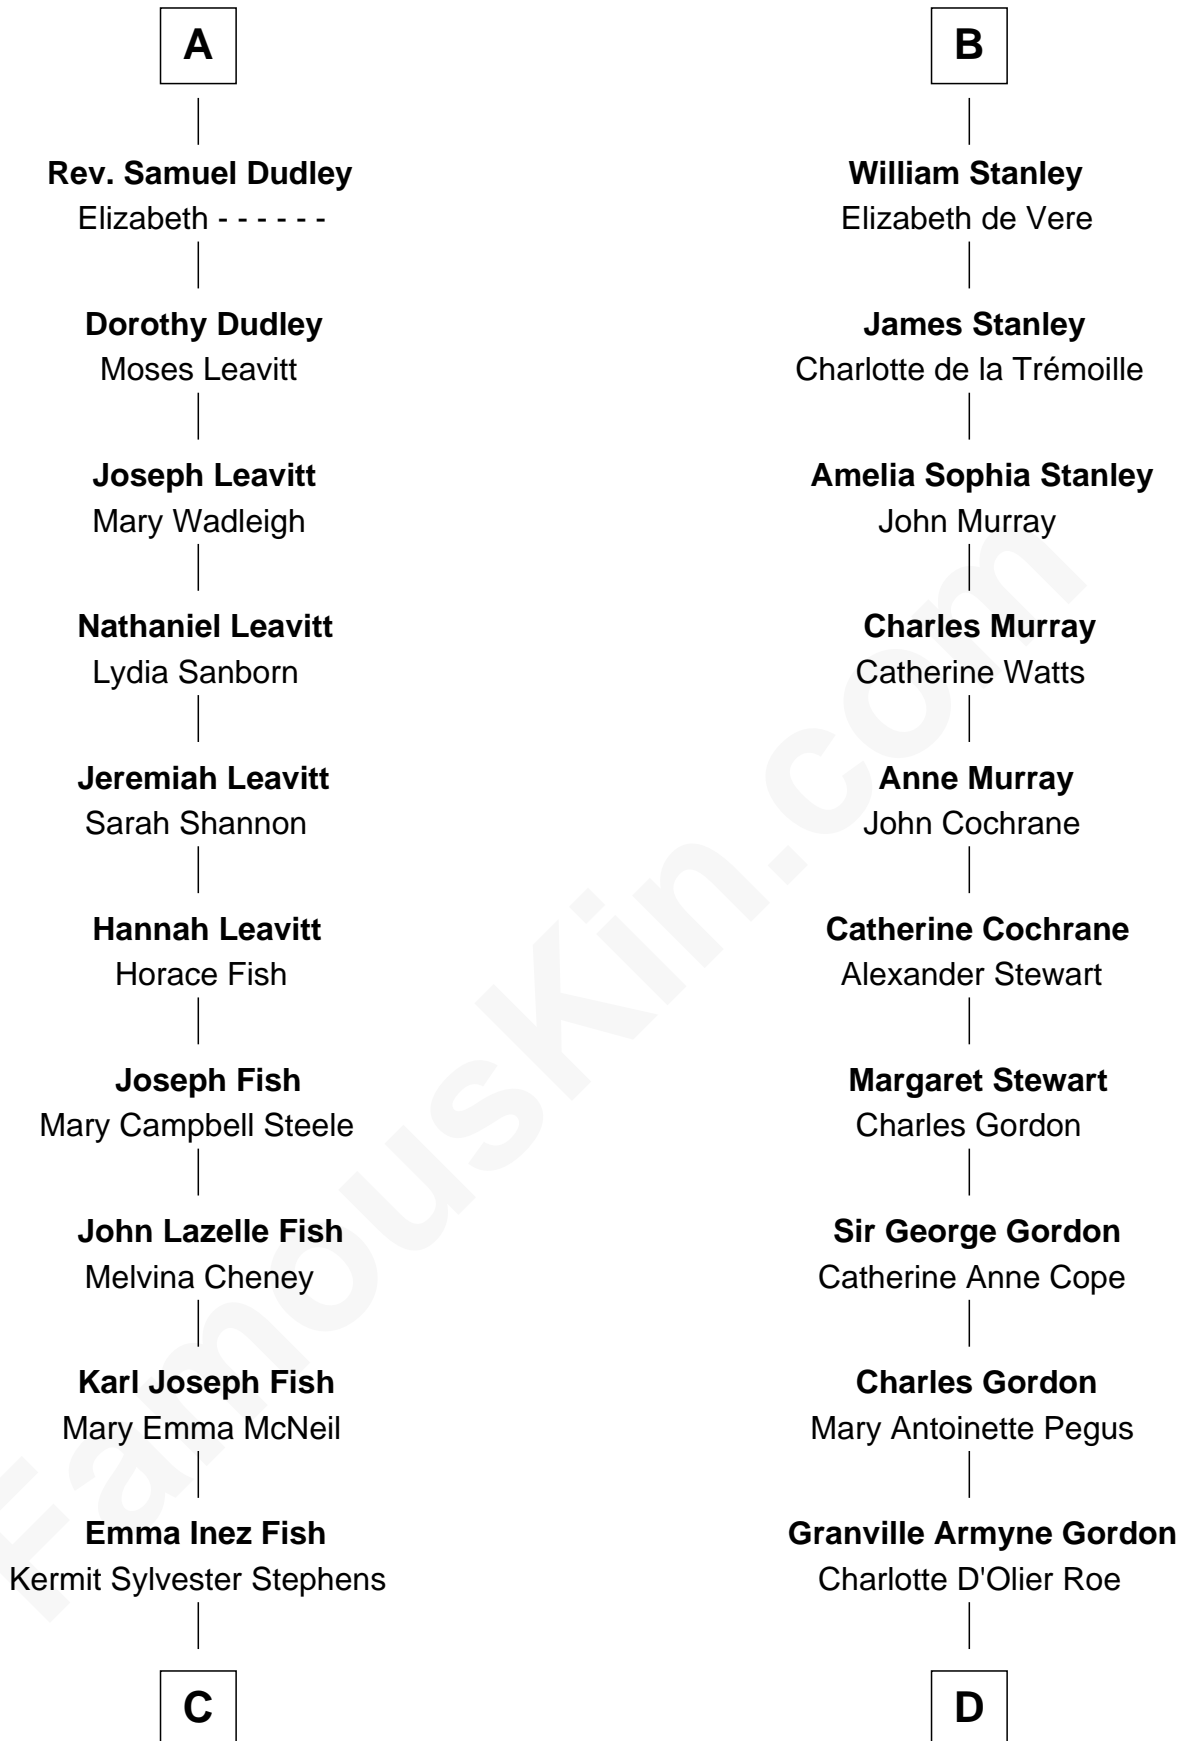 A
Rev. Samuel Dudley
Elizabeth - - - - - -
Dorothy Dudley
Moses Leavitt
Joseph Leavitt
Mary Wadleigh
Nathaniel Leavitt
Lydia Sanborn
Jeremiah Leavitt
Sarah Shannon
Hannah Leavitt
Horace Fish
Joseph Fish
Mary Campbell Steele
John Lazelle Fish
Melvina Cheney
Karl Joseph Fish
Mary Emma McNeil
Emma Inez Fish
Kermit Sylvester Stephens
C
B
William Stanley
Elizabeth de Vere
James Stanley
Charlotte de la Trémoille
Amelia Sophia Stanley
John Murray
Charles Murray
Catherine Watts
Anne Murray
John Cochrane
Catherine Cochrane
Alexander Stewart
Margaret Stewart
Charles Gordon
Sir George Gordon
Catherine Anne Cope
Charles Gordon
Mary Antoinette Pegus
Granville Armyne Gordon
Charlotte D'Olier Roe
D
FamousKin.com